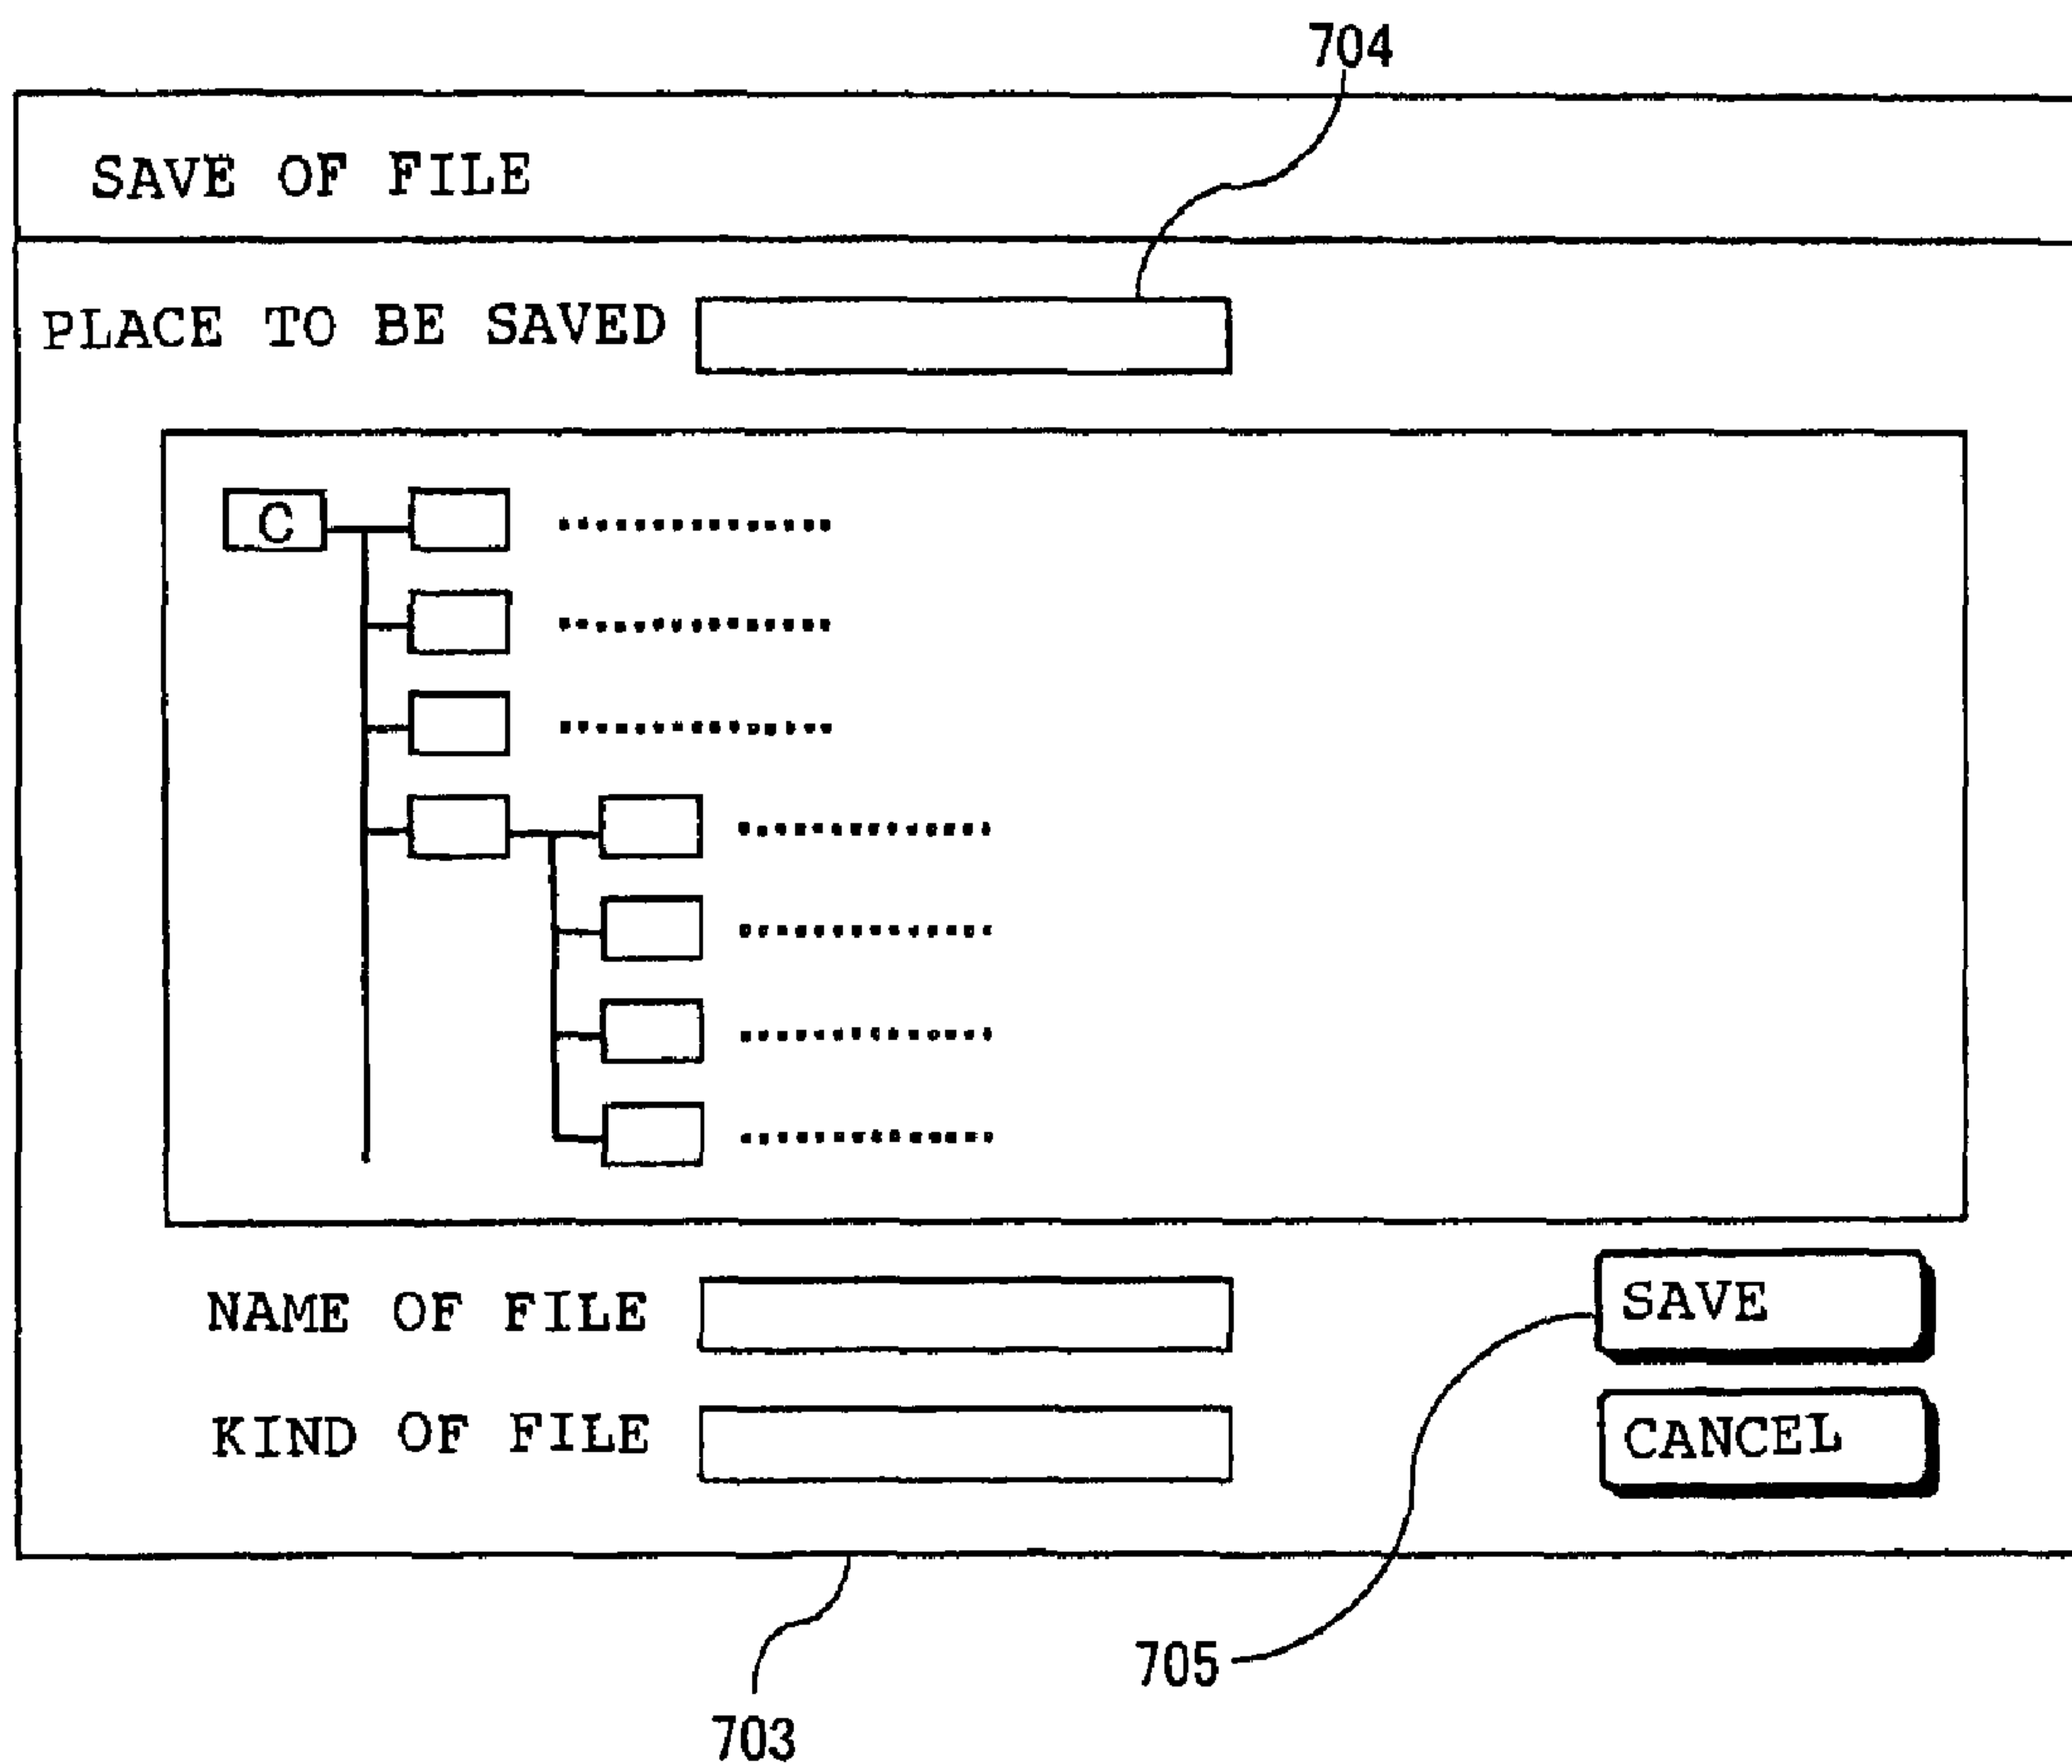 704
SAVE OF FILE
PLACE TO BE SAVED
C
NAME OF FILE
SAVE
KIND OF FILE
CANCEL
705
703